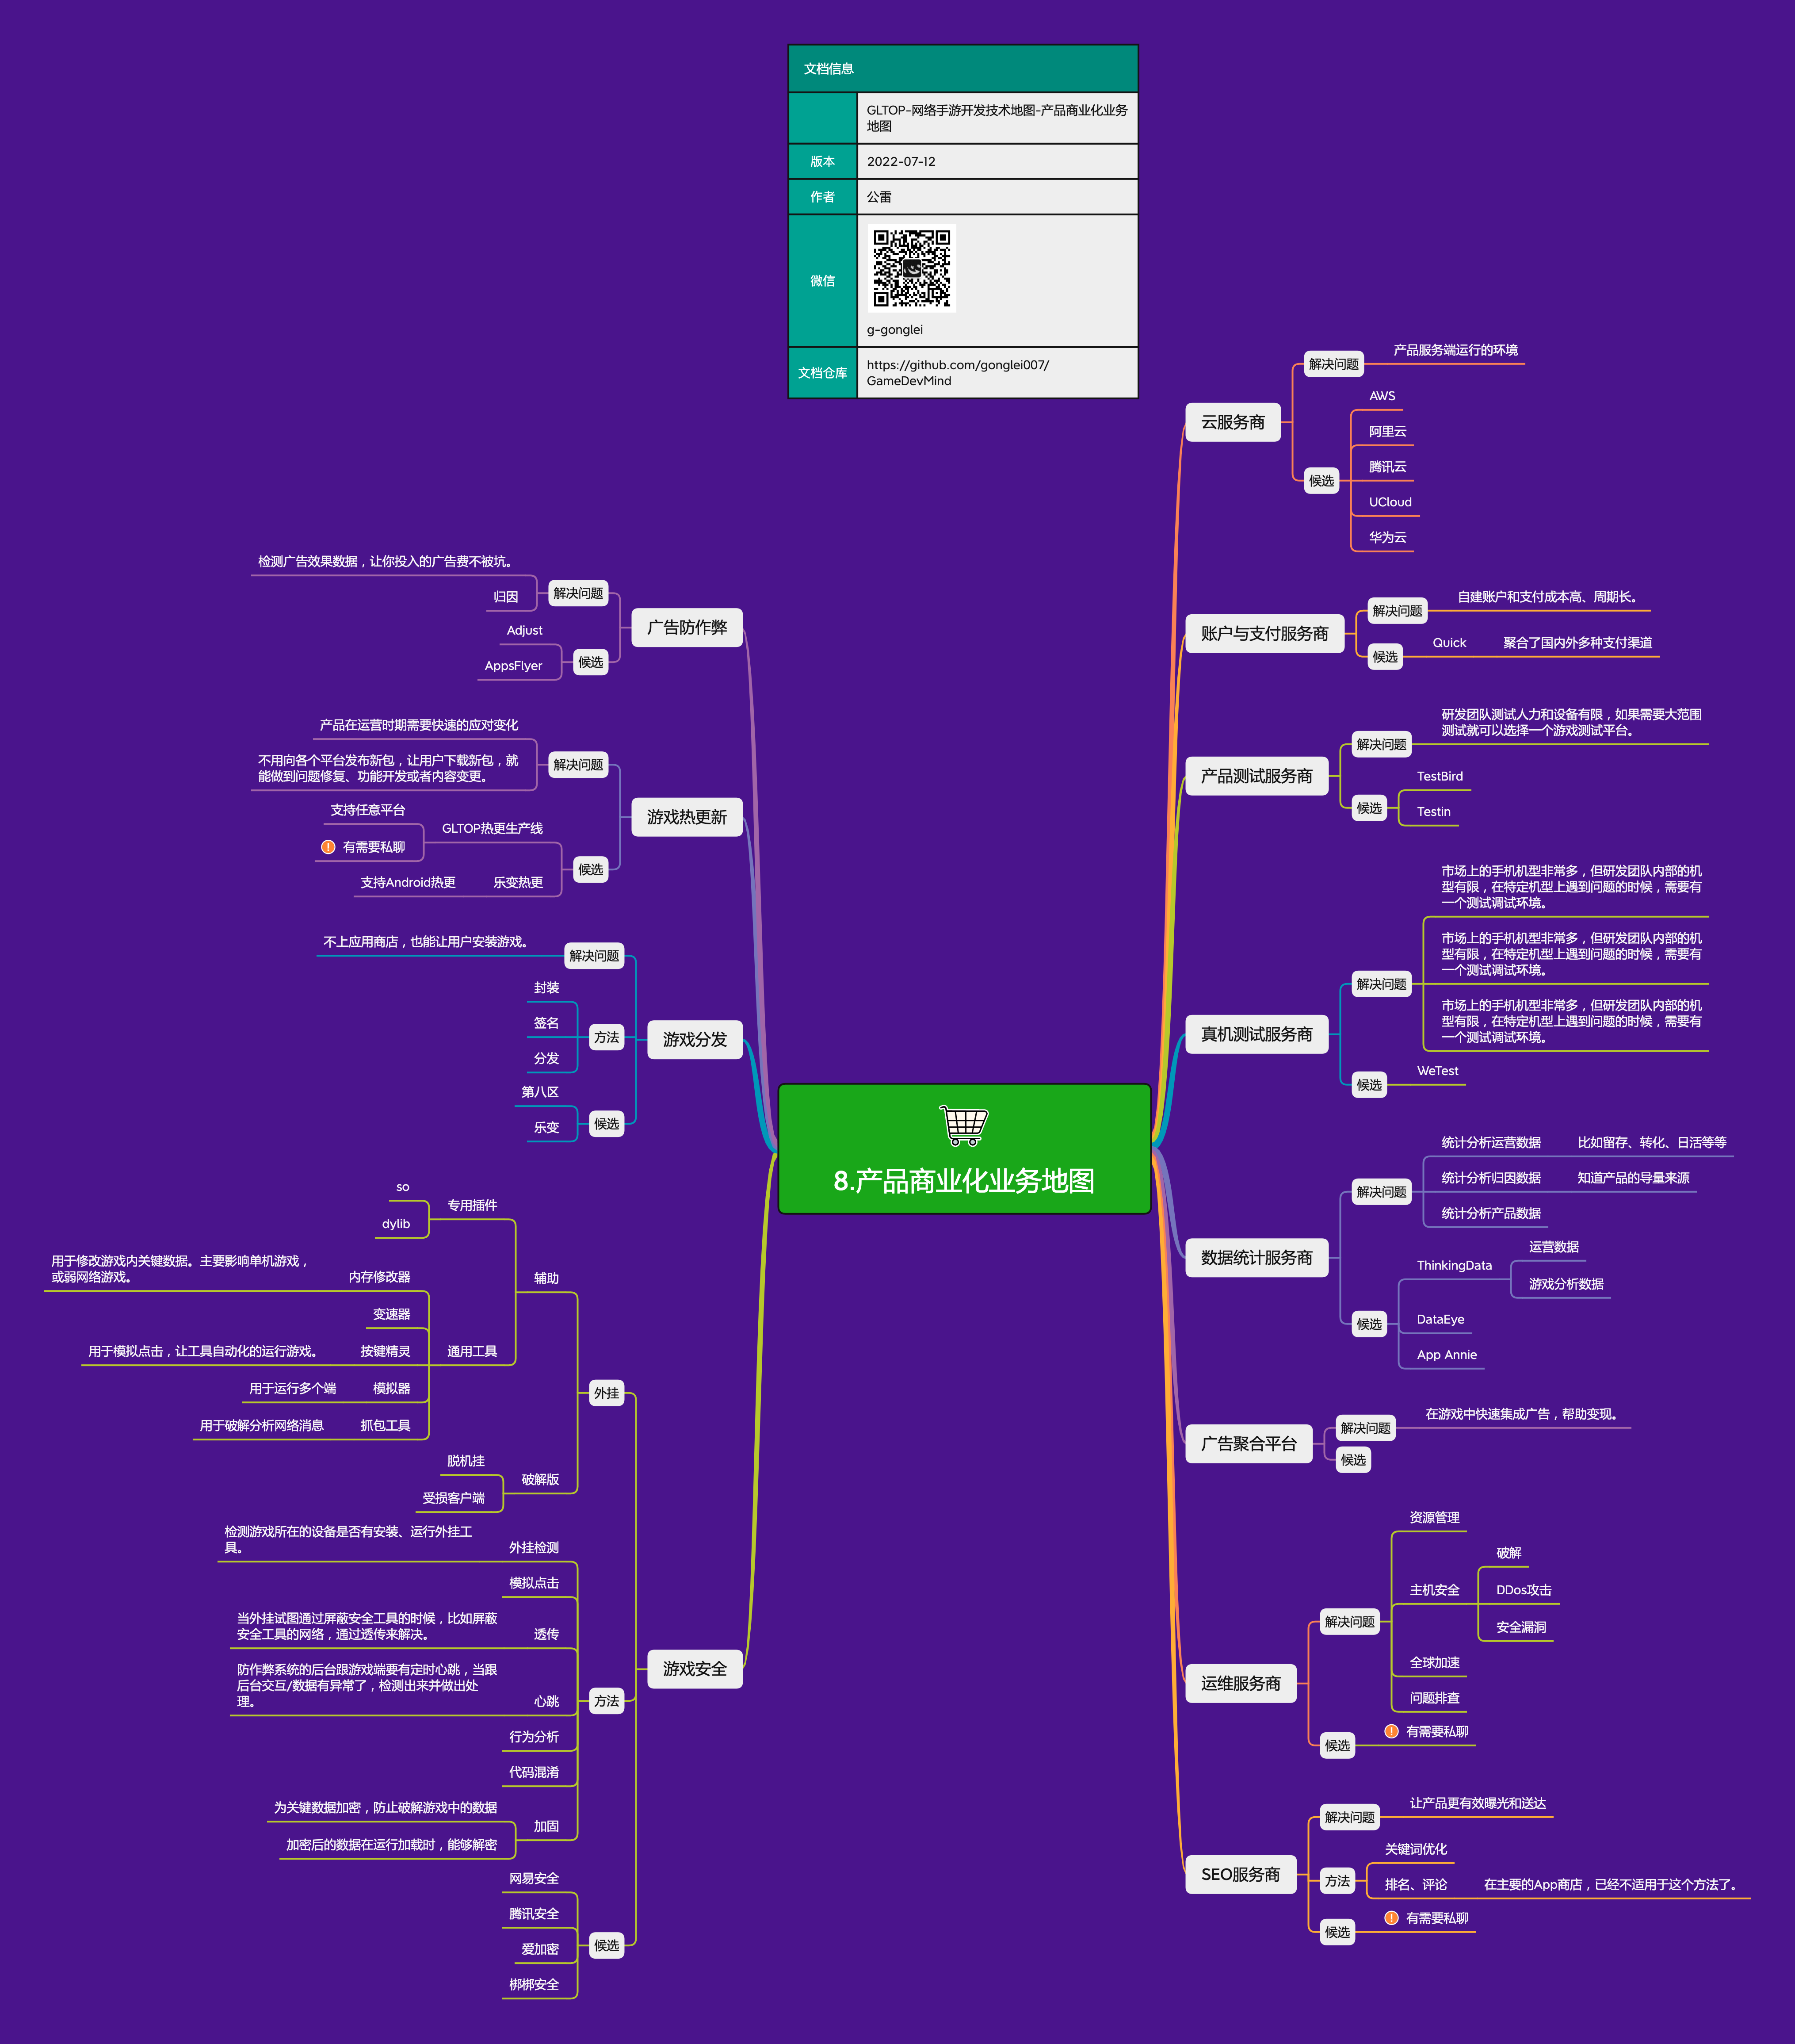 文档信息
GLTOP-网络手游开发技术地图-产品商业化业务
地图
版本
2022-07-12
作者
公雷
微信
g-gonglei
文档仓库
https://github.com/gonglei007/
GameDevMind
8.产品商业化业务地图
云服务商
解决问题
产品服务端运行的环境
候选
AWS
阿里云
腾讯云
UCloud
华为云
账户与支付服务商
解决问题
自建账户和支付成本高、周期长。
候选
Quick
聚合了国内外多种支付渠道
产品测试服务商
解决问题
研发团队测试人力和设备有限，如果需要大范围
测试就可以选择一个游戏测试平台。
候选
TestBird
Testin
真机测试服务商
解决问题
市场上的手机机型非常多，但研发团队内部的机
型有限，在特定机型上遇到问题的时候，需要有
一个测试调试环境。
市场上的手机机型非常多，但研发团队内部的机
型有限，在特定机型上遇到问题的时候，需要有
一个测试调试环境。
市场上的手机机型非常多，但研发团队内部的机
型有限，在特定机型上遇到问题的时候，需要有
一个测试调试环境。
候选
WeTest
数据统计服务商
解决问题
统计分析运营数据
比如留存、转化、日活等等
统计分析归因数据
知道产品的导量来源
统计分析产品数据
候选
ThinkingData
运营数据
游戏分析数据
DataEye
App Annie
广告聚合平台
解决问题
在游戏中快速集成广告，帮助变现。
候选
运维服务商
解决问题
资源管理
主机安全
破解
DDos攻击
安全漏洞
全球加速
问题排查
候选
有需要私聊
SEO服务商
解决问题
让产品更有效曝光和送达
方法
关键词优化
排名、评论
在主要的App商店，已经不适用于这个方法了。
候选
有需要私聊
广告防作弊
解决问题
检测广告效果数据，让你投入的广告费不被坑。
归因
候选
Adjust
AppsFlyer
游戏热更新
解决问题
产品在运营时期需要快速的应对变化
不用向各个平台发布新包，让用户下载新包，就
能做到问题修复、功能开发或者内容变更。
候选
GLTOP热更生产线
支持任意平台
有需要私聊
乐变热更
支持Android热更
游戏分发
解决问题
不上应用商店，也能让用户安装游戏。
方法
封装
签名
分发
候选
第八区
乐变
游戏安全
外挂
辅助
专用插件
so
dylib
通用工具
内存修改器
用于修改游戏内关键数据。主要影响单机游戏，
或弱网络游戏。
变速器
按键精灵
用于模拟点击，让工具自动化的运行游戏。
模拟器
用于运行多个端
抓包工具
用于破解分析网络消息
破解版
脱机挂
受损客户端
方法
外挂检测
检测游戏所在的设备是否有安装、运行外挂工
具。
模拟点击
透传
当外挂试图通过屏蔽安全工具的时候，比如屏蔽
安全工具的网络，通过透传来解决。
心跳
防作弊系统的后台跟游戏端要有定时心跳，当跟
后台交互/数据有异常了，检测出来并做出处
理。
行为分析
代码混淆
加固
为关键数据加密，防止破解游戏中的数据
加密后的数据在运行加载时，能够解密
候选
网易安全
腾讯安全
爱加密
梆梆安全